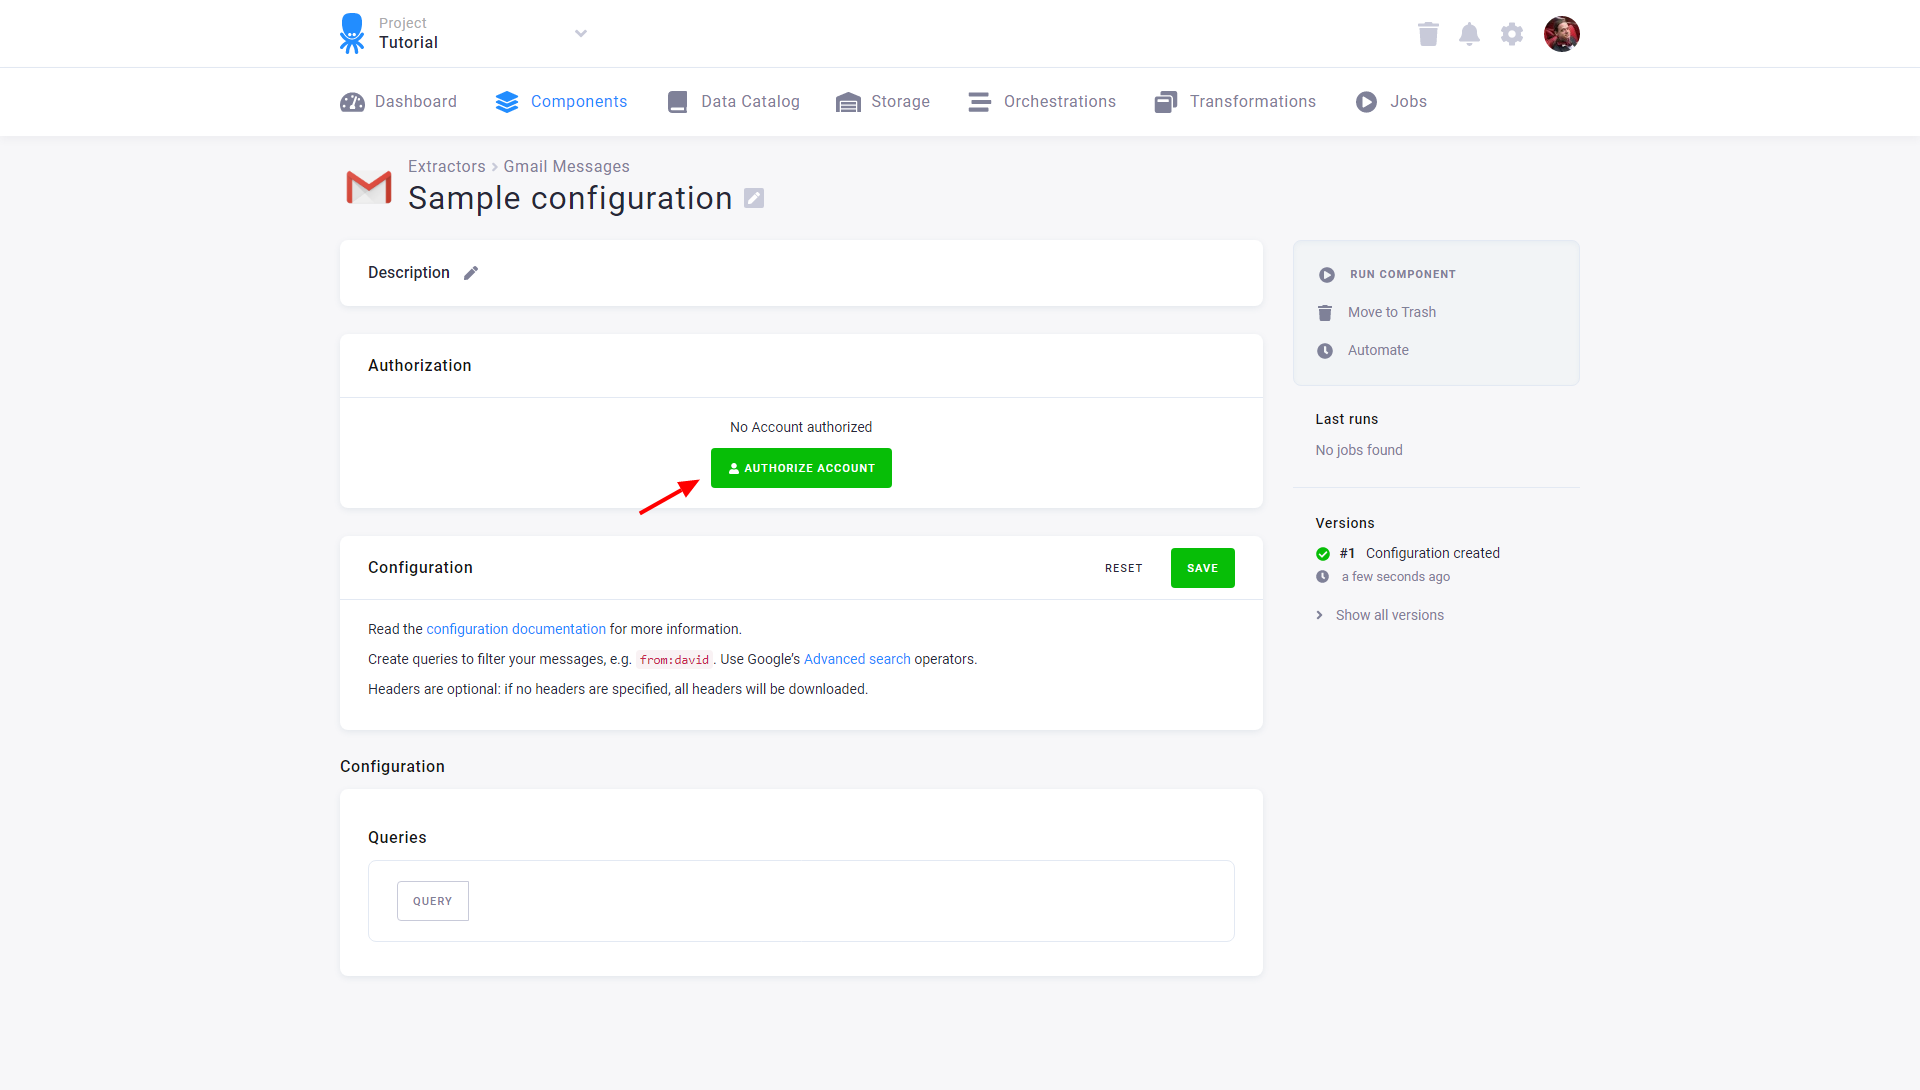 Project
Tutorial
Dashboard
Components
Data Catalog
Storage
Orchestrations
Transformations
Jobs
Extractors > Gmail Messages
Sample configuration
Description
Authorization
No Account authorized
AUTHORIZE ACCOUNT
Configuration
RESET
SAVE
Read the configuration documentation for more information.
Create queries to filter your messages, e.g. from:david. Use Google’s Advanced search operators.
Headers are optional: if no headers are specified, all headers will be downloaded.
Configuration
Queries
QUERY
RUN COMPONENT
Move to Trash
Automate
Last runs
No jobs found
Versions
#1 Configuration created
a few seconds ago
Show all versions